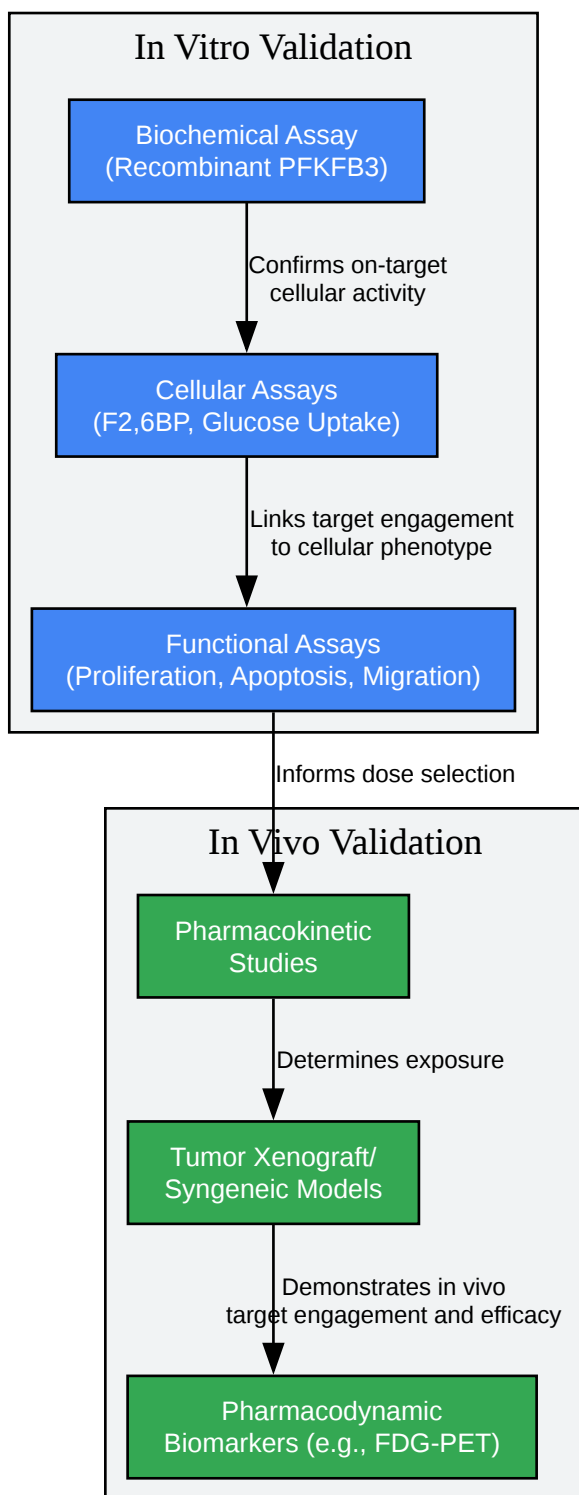 In Vitro Validation
Biochemical Assay
(Recombinant PFKFB3)
Confirms on-target
cellular activity
Cellular Assays
(F2,6BP, Glucose Uptake)
Links target engagement
to cellular phenotype
Functional Assays
(Proliferation, Apoptosis, Migration)
Informs dose selection
In Vivo Validation
Pharmacokinetic
Studies
Determines exposure
Tumor Xenograft/
Syngeneic Models
Demonstrates in vivo
target engagement and efficacy
Pharmacodynamic
Biomarkers (e.g., FDG-PET)